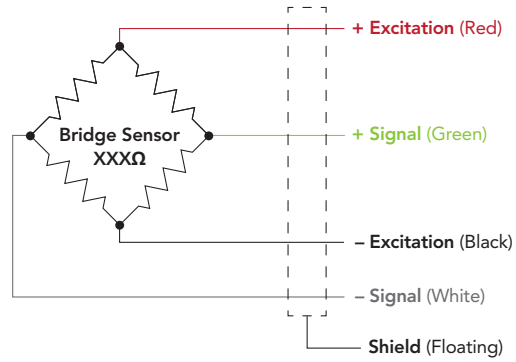 + Excitation (Red)
Bridge Sensor
XXXΩ
+ Signal (Green)
– Excitation (Black)
– Signal (White)
Shield (Floating)